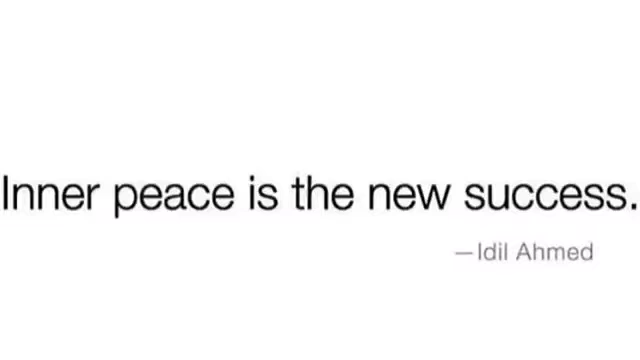 Inner peace is the new success.
—Idil Ahmed